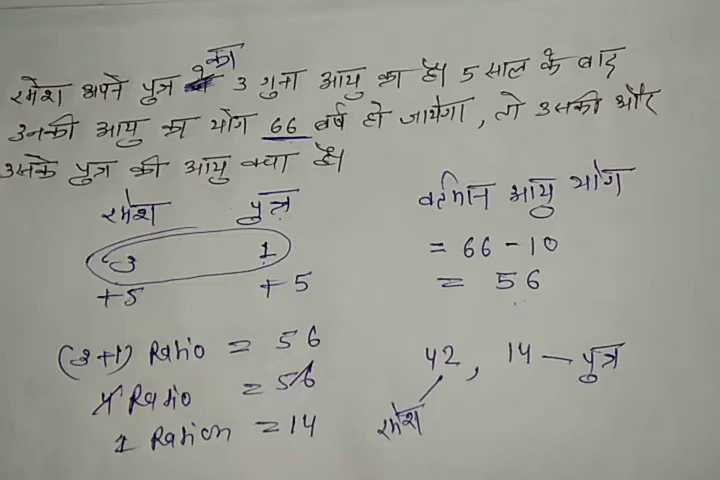 रमेश अपने पुत्र का 3 गुना आयु का है। 5 साल के बाद
उनकी आयु का योग 66 वर्ष हो जायेगा, तो उसकी और
उसके पुत्र की आयु क्या है।
रमेश पुत्र
3 1
+5 +5
(3+1) Ratio = 56
4 Ratio = 56
1 Ration = 14
वर्तमान आयु योग
= 66 - 10
= 56
42, 14 — पुत्र
रमेश